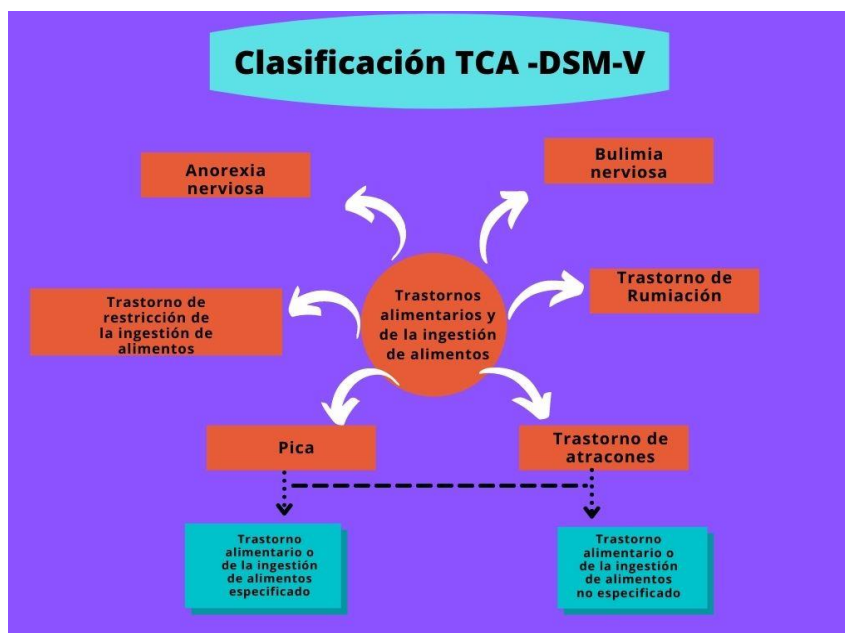 Clasificación TCA -DSM-V
Anorexia
nerviosa
Bulimia
nerviosa
Trastorno de
restricción de
la ingestión de
alimentos
Trastornos
alimentarios y
de la ingestión
de alimentos
Trastorno de
Rumiación
Pica
Trastorno de
atracones
Trastorno
alimentario o
de la ingestión
de alimentos
especificado
Trastorno
alimentario o
de la ingestión
de alimentos
no especificado